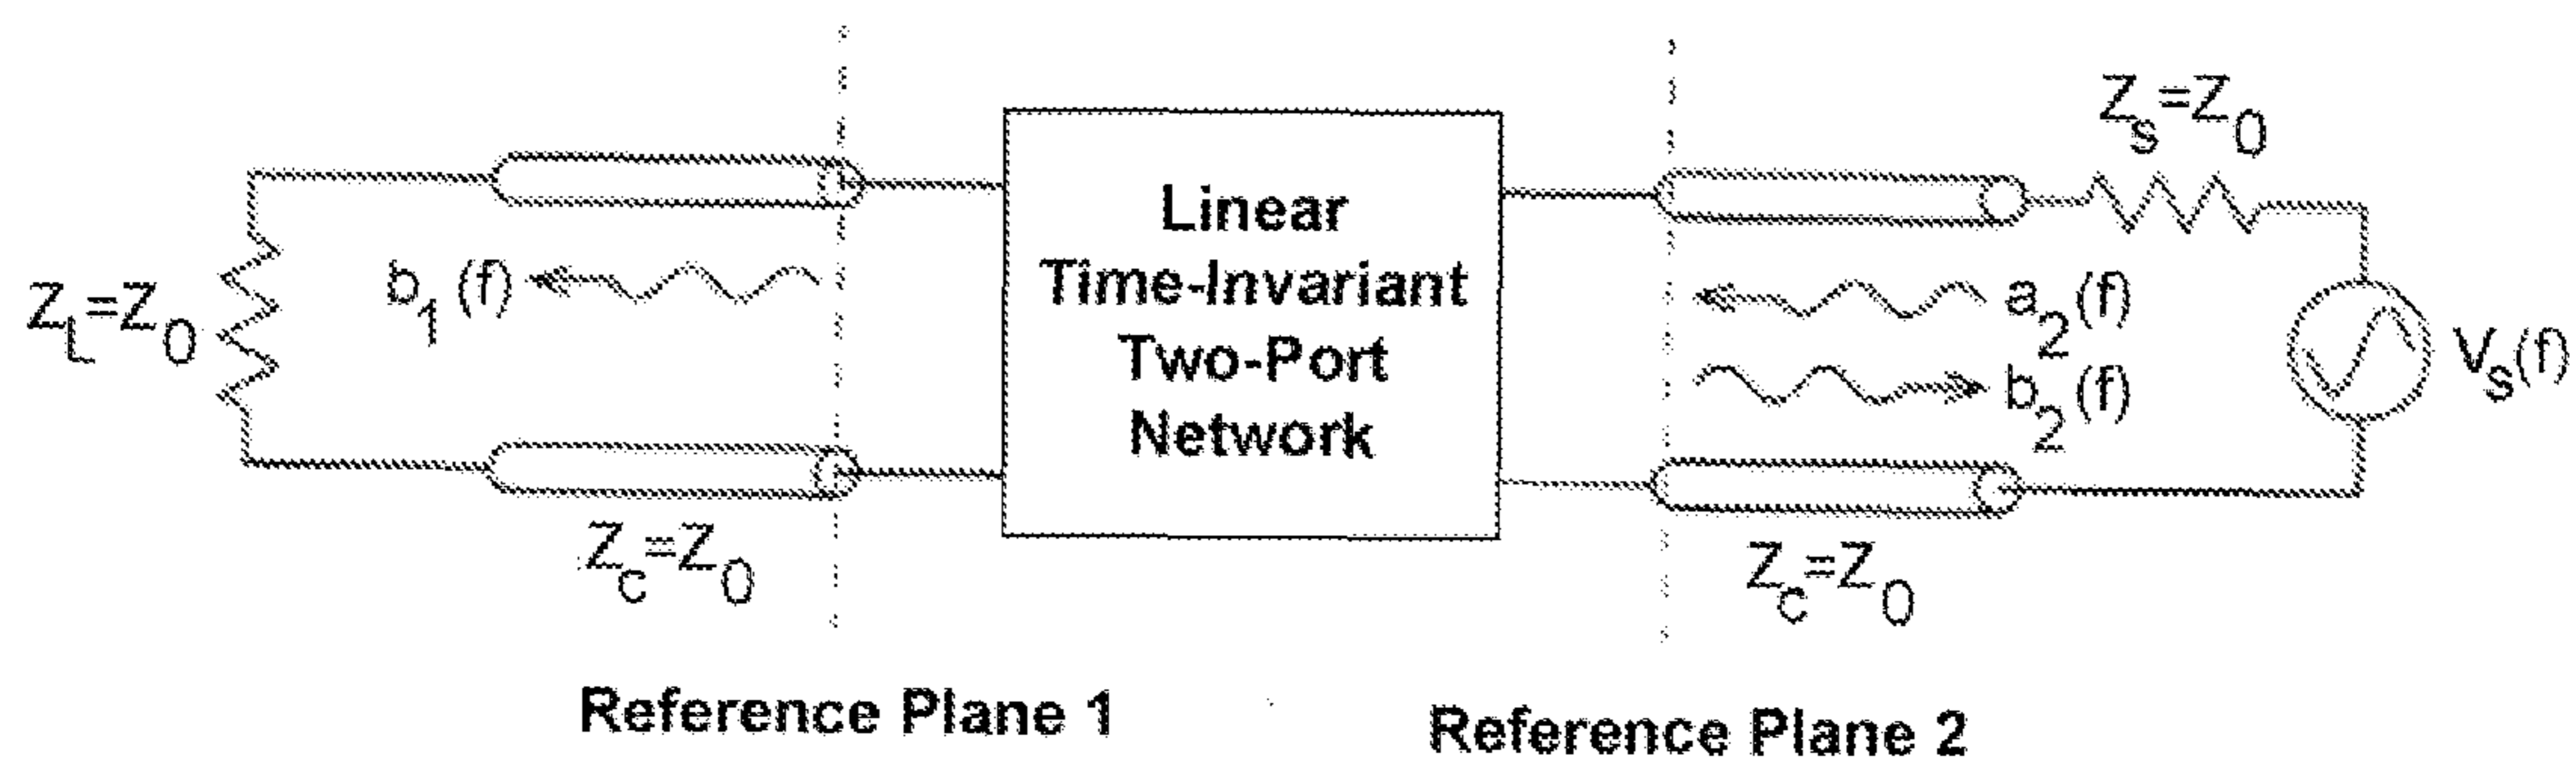 Z_s=Z_0
Linear
Time-Invariant
Two-Port
Network
Z_L=Z_0
b_1(f)
a_2(f)
b_2(f)
V_s(f)
Z_c=Z_0
Z_c=Z_0
Reference Plane 1
Reference Plane 2